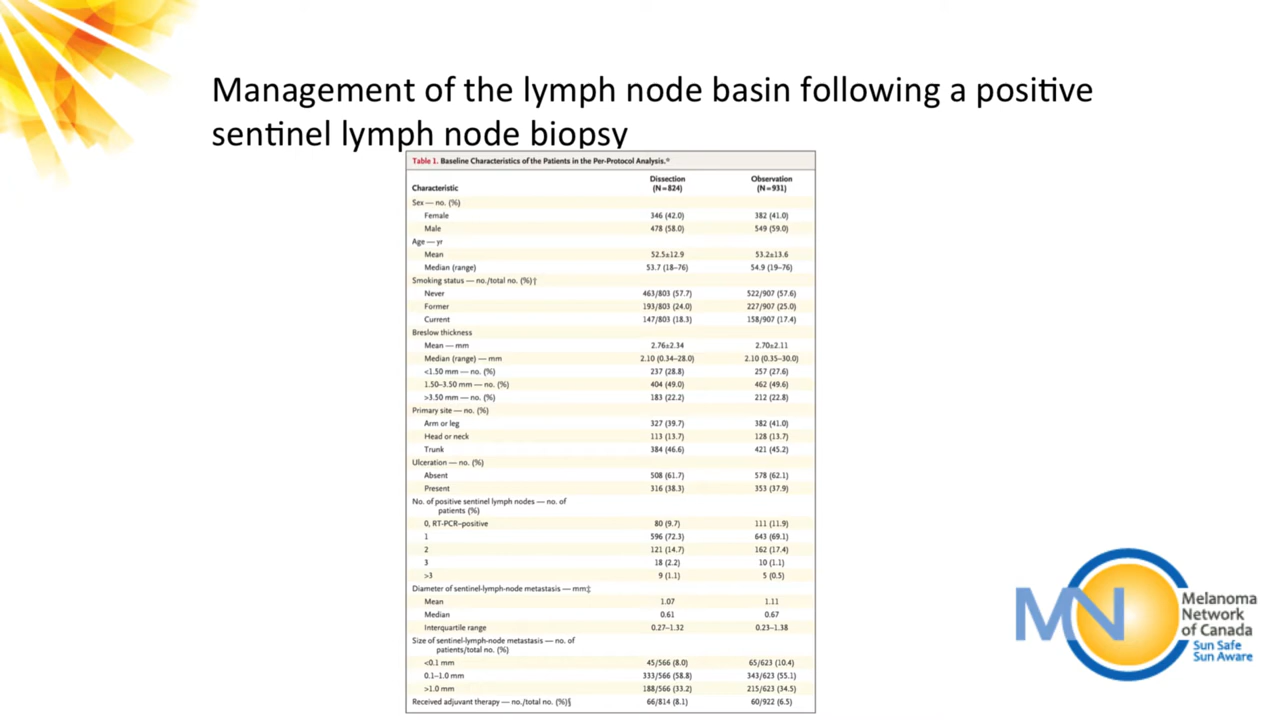 Management of the lymph node basin following a positive
sentinel lymph node biopsy
Table 1. Baseline Characteristics of the Patients in the Per-Protocol Analysis.*
Characteristic Dissection (N=824) Observation (N=931)
Sex — no. (%)
Female 346 (42.0) 382 (41.0)
Male 478 (58.0) 549 (59.0)
Age — yr
Mean 52.5±12.9 53.2±13.6
Median (range) 53.7 (18–76) 54.9 (19–76)
Smoking status — no./total no. (%)†
Never 463/803 (57.7) 522/907 (57.6)
Former 193/803 (24.0) 227/907 (25.0)
Current 147/803 (18.3) 158/907 (17.4)
Breslow thickness
Mean — mm 2.76±2.34 2.70±2.11
Median (range) — mm 2.10 (0.34–28.0) 2.10 (0.35–30.0)
<1.50 mm — no. (%) 237 (28.8) 257 (27.6)
1.50–3.50 mm — no. (%) 404 (49.0) 462 (49.6)
>3.50 mm — no. (%) 183 (22.2) 212 (22.8)
Primary site — no. (%)
Arm or leg 327 (39.7) 382 (41.0)
Head or neck 113 (13.7) 128 (13.7)
Trunk 384 (46.6) 421 (45.2)
Ulceration — no. (%)
Absent 508 (61.7) 578 (62.1)
Present 316 (38.3) 353 (37.9)
No. of positive sentinel lymph nodes — no. of
patients (%)
0, RT-PCR–positive 80 (9.7) 111 (11.9)
1 596 (72.3) 643 (69.1)
2 121 (14.7) 162 (17.4)
3 18 (2.2) 10 (1.1)
>3 9 (1.1) 5 (0.5)
Diameter of sentinel-lymph-node metastasis — mm‡
Mean 1.07 1.11
Median 0.61 0.67
Interquartile range 0.27–1.32 0.23–1.38
Size of sentinel-lymph-node metastasis — no. of
patients/total no. (%)
<0.1 mm 45/566 (8.0) 65/623 (10.4)
0.1–1.0 mm 333/566 (58.8) 343/623 (55.1)
>1.0 mm 188/566 (33.2) 215/623 (34.5)
Received adjuvant therapy — no./total no. (%)§ 66/814 (8.1) 60/922 (6.5)
MN
Melanoma
Network
of Canada
Sun Safe
Sun Aware